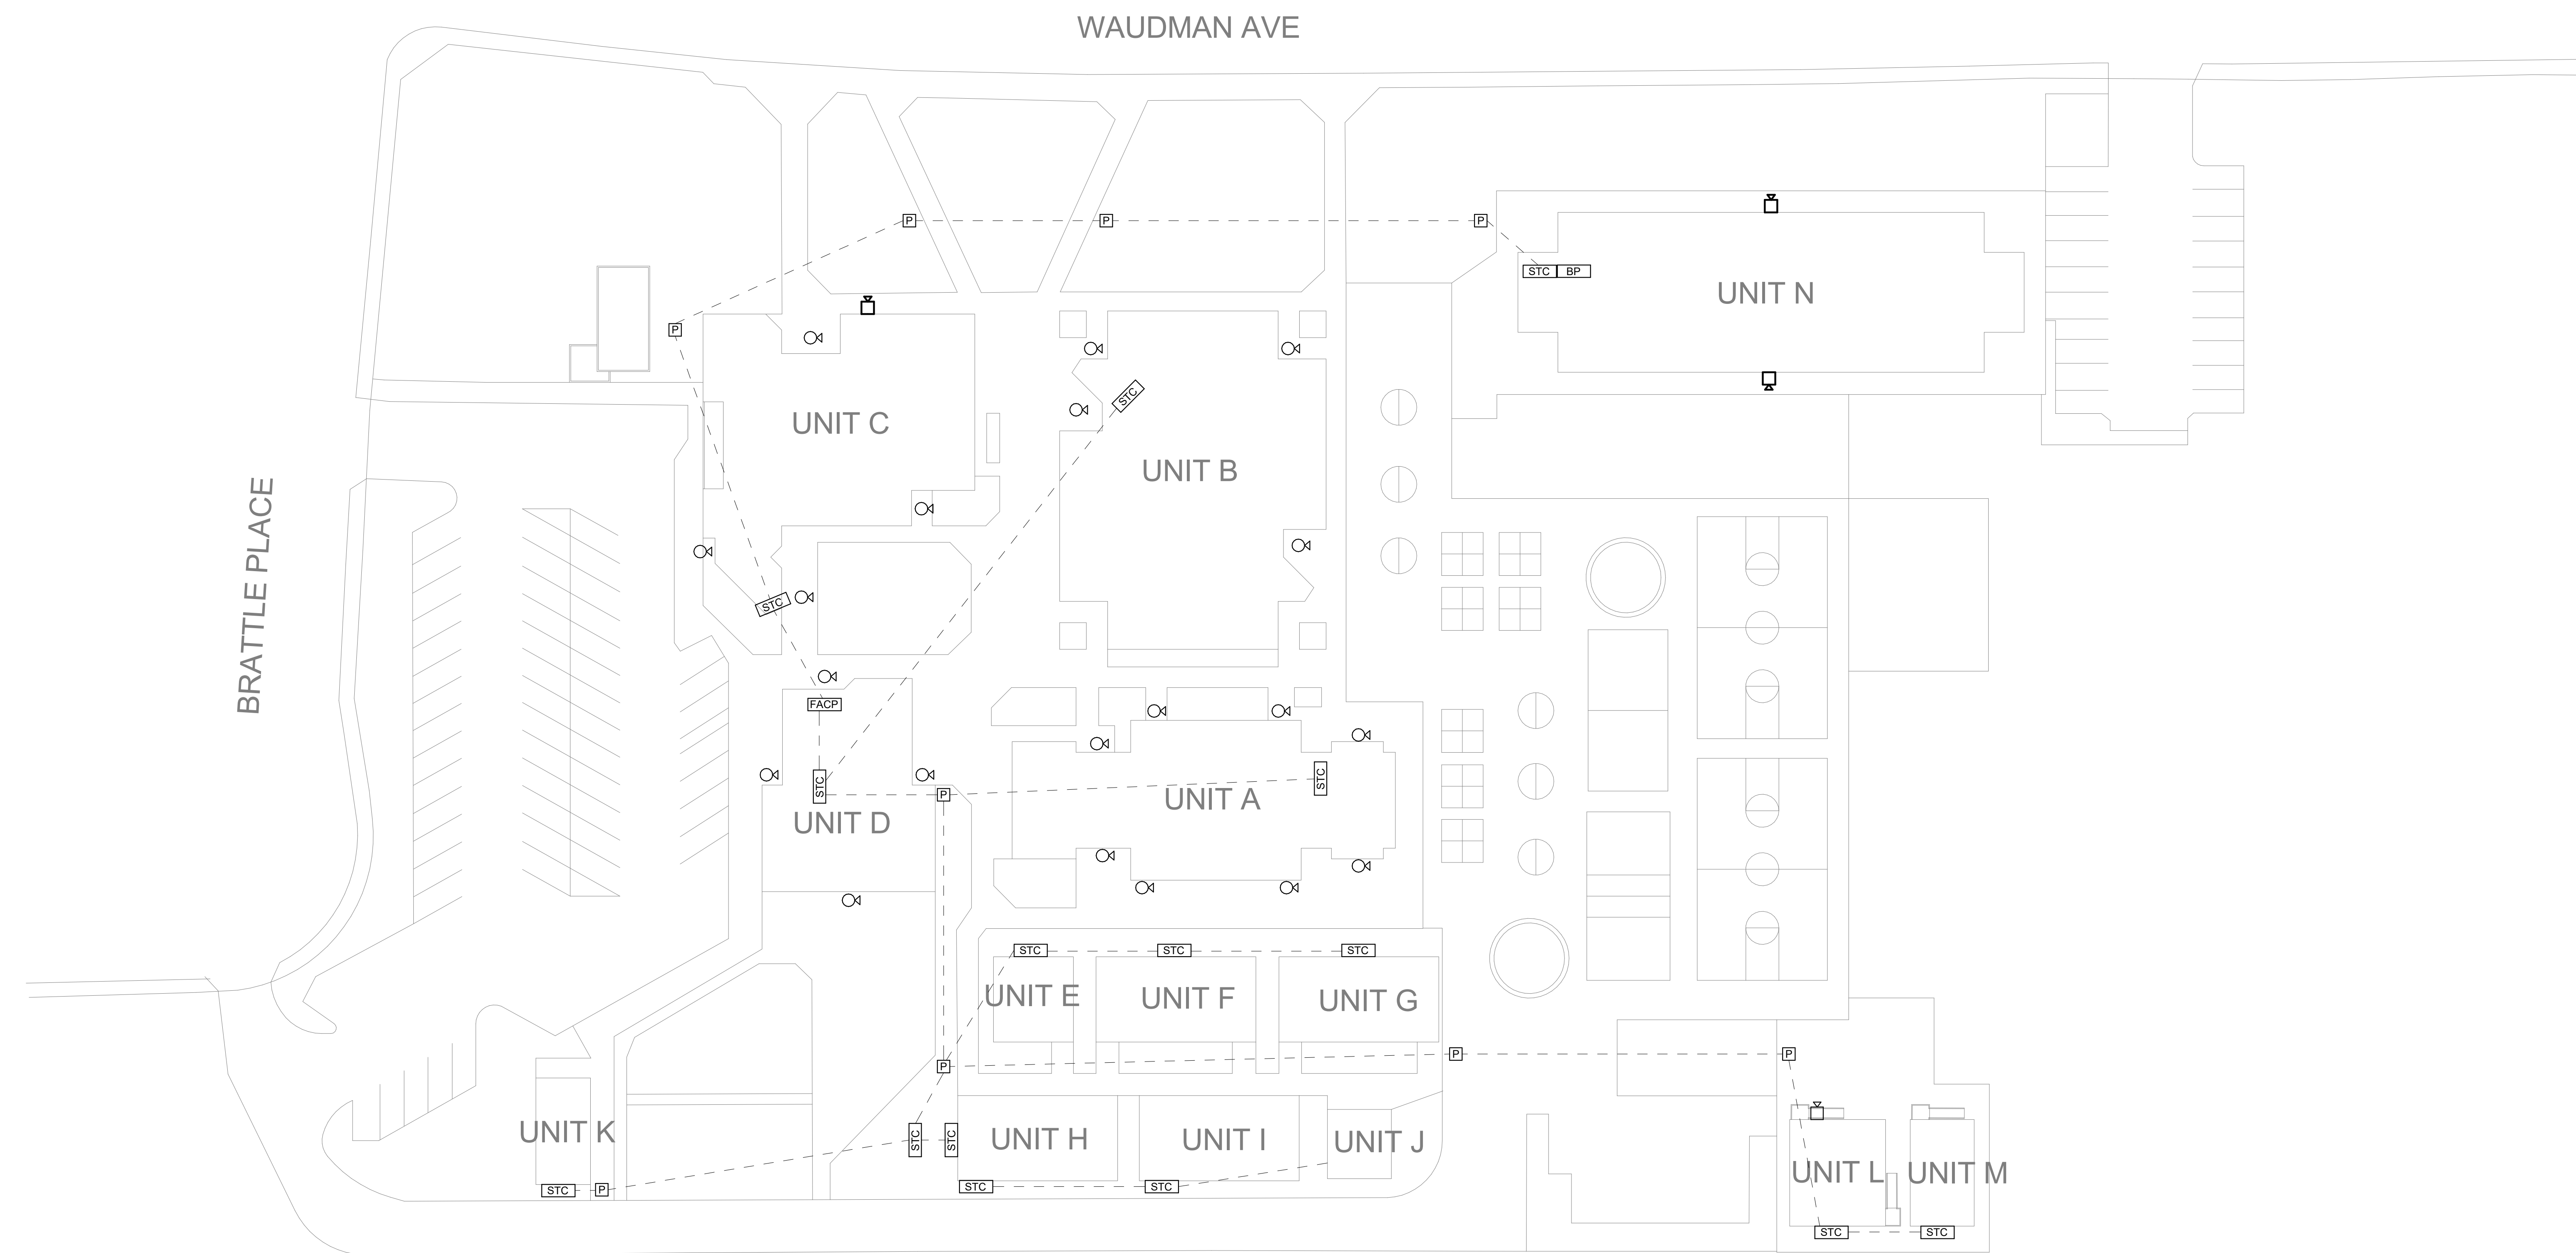 WAUDMAN AVE
P
P
P
STC BP
UNIT N
P
STC
UNIT C
UNIT B
BRATTLE PLACE
STC
FACP
STC
STC
P
UNIT A
UNIT D
STC
STC
STC
UNIT E
UNIT F
UNIT G
P
P
P
UNIT K
STC
STC
UNIT H
UNIT I
UNIT J
UNIT L
UNIT M
STC
P
STC
STC
STC
STC